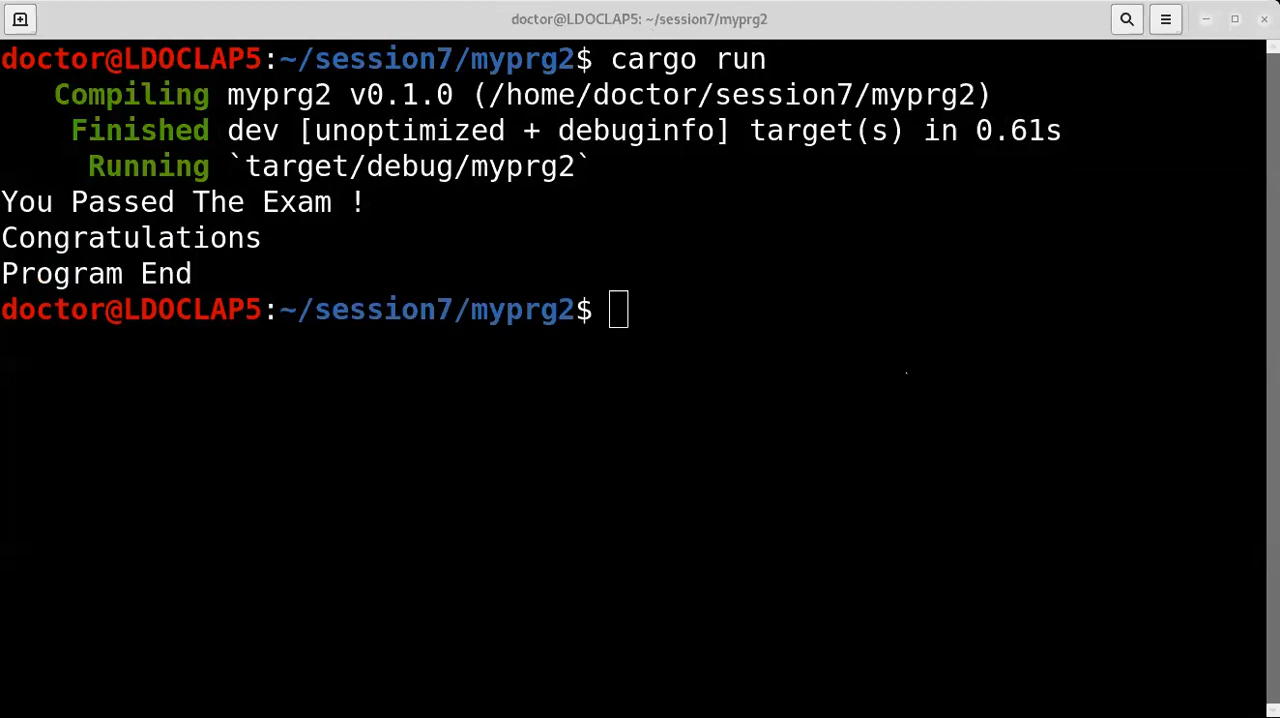 doctor@LDOCLAP5: ~/session7/myprg2
doctor@LDOCLAP5:~/session7/myprg2$ cargo run
Compiling myprg2 v0.1.0 (/home/doctor/session7/myprg2)
Finished dev [unoptimized + debuginfo] target(s) in 0.61s
Running `target/debug/myprg2`
You Passed The Exam !
Congratulations
Program End
doctor@LDOCLAP5:~/session7/myprg2$